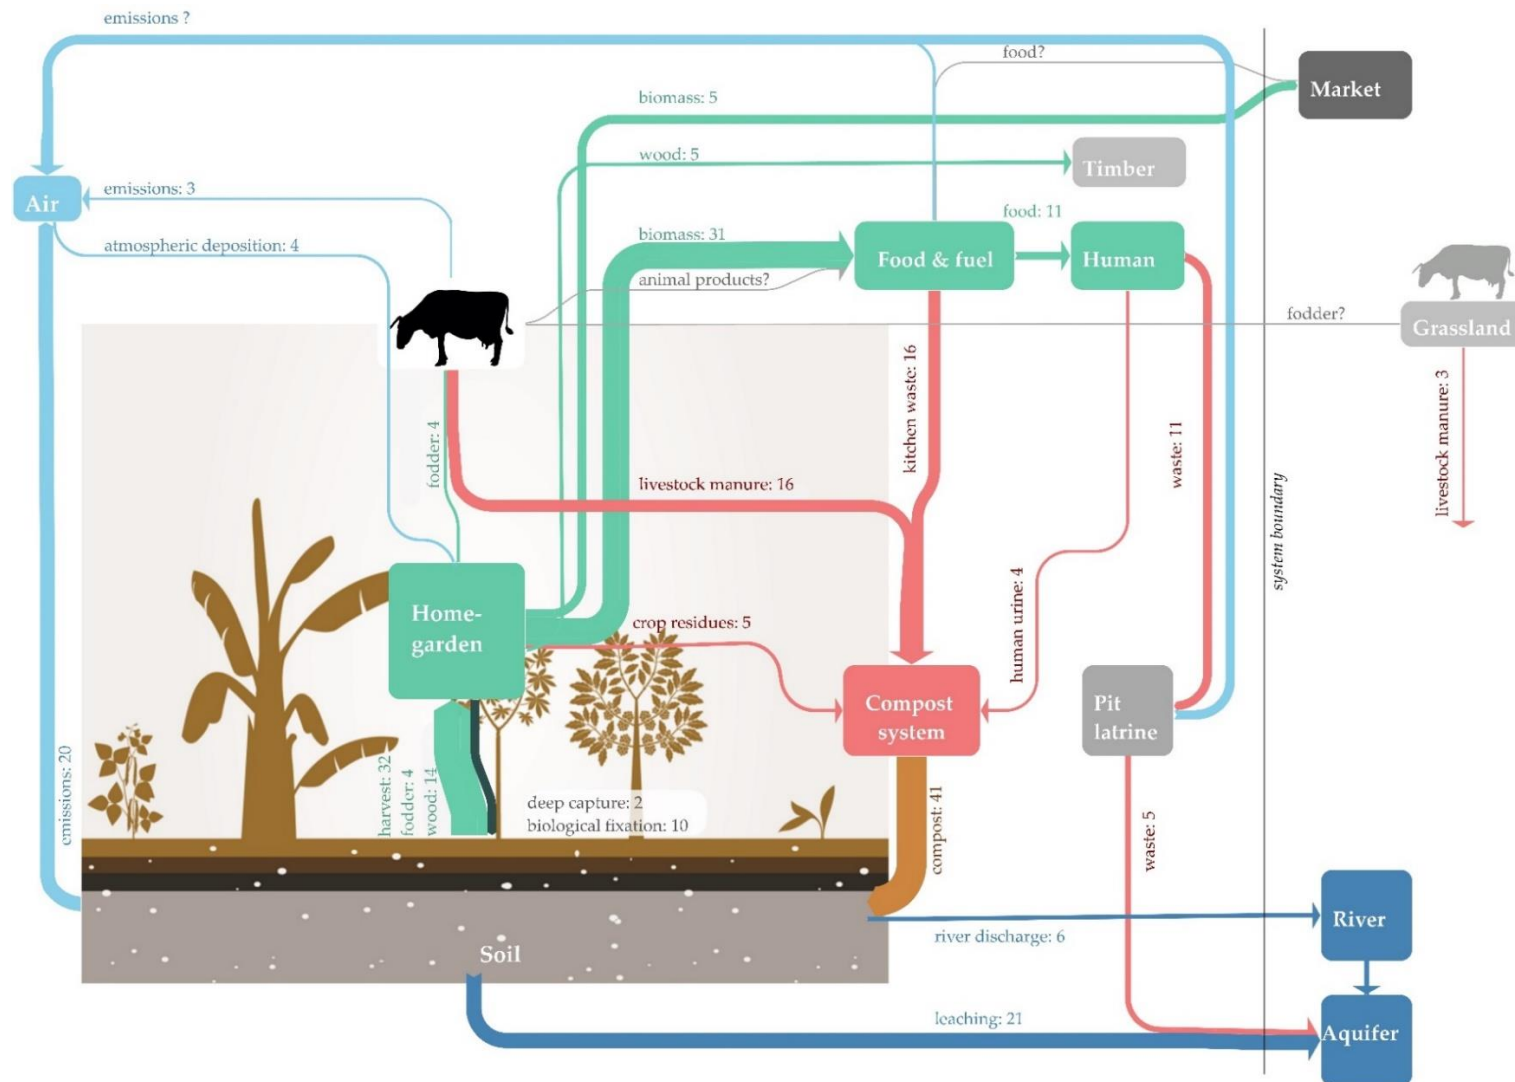 emissions ?
food?
Market
biomass: 5
wood: 5
Timber
emissions: 3
Air
food: 11
atmospheric deposition: 4
biomass: 31
Food & fuel
Human
animal products?
fodder?
Grassland
kitchen waste: 16
livestock manure: 3
fodder: 4
waste: 11
livestock manure: 16
system boundary
Home-
garden
crop residues: 5
human urine: 4
Compost
system
Pit
latrine
emissions: 20
harvest: 32
fodder: 4
wood: 14
deep capture: 2
biological fixation: 10
compost: 41
waste: 5
River
river discharge: 6
Soil
leaching: 21
Aquifer